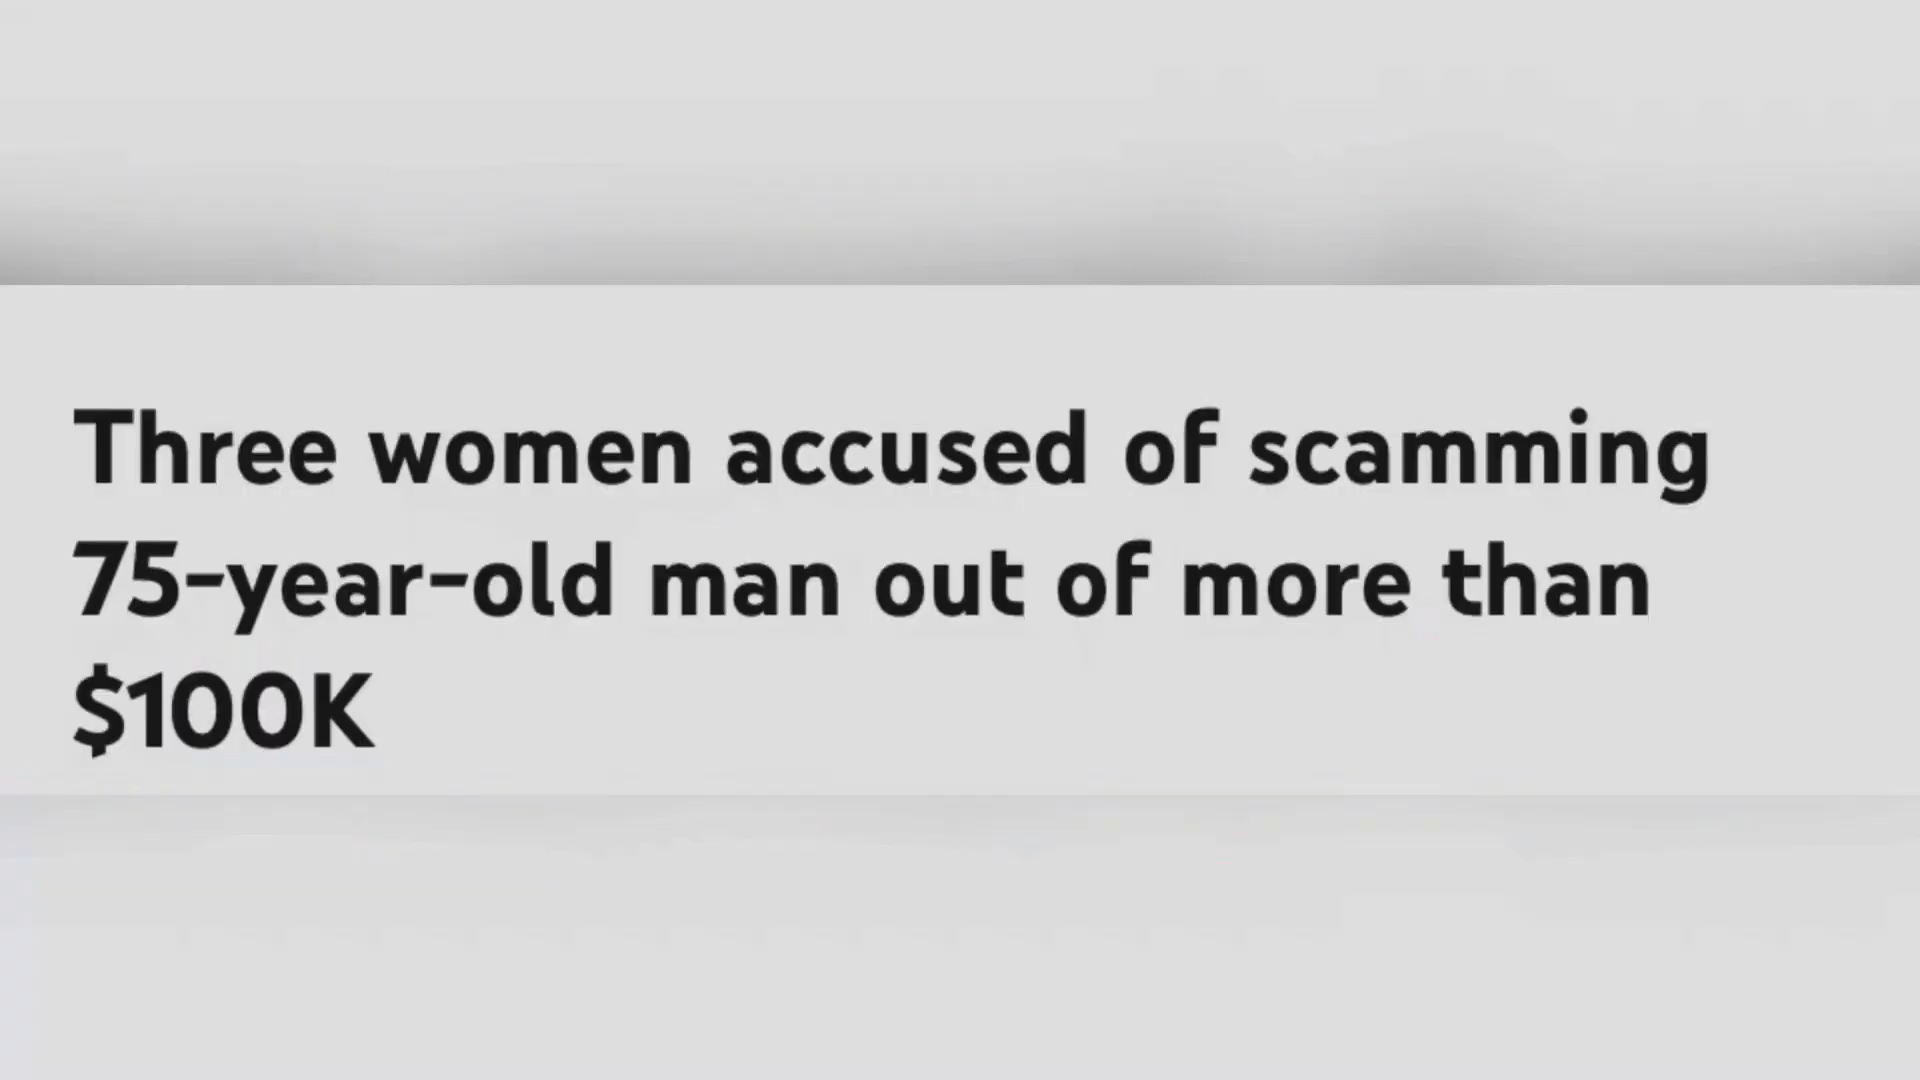 Three women accused of scamming
75-year-old man out of more than
$100K